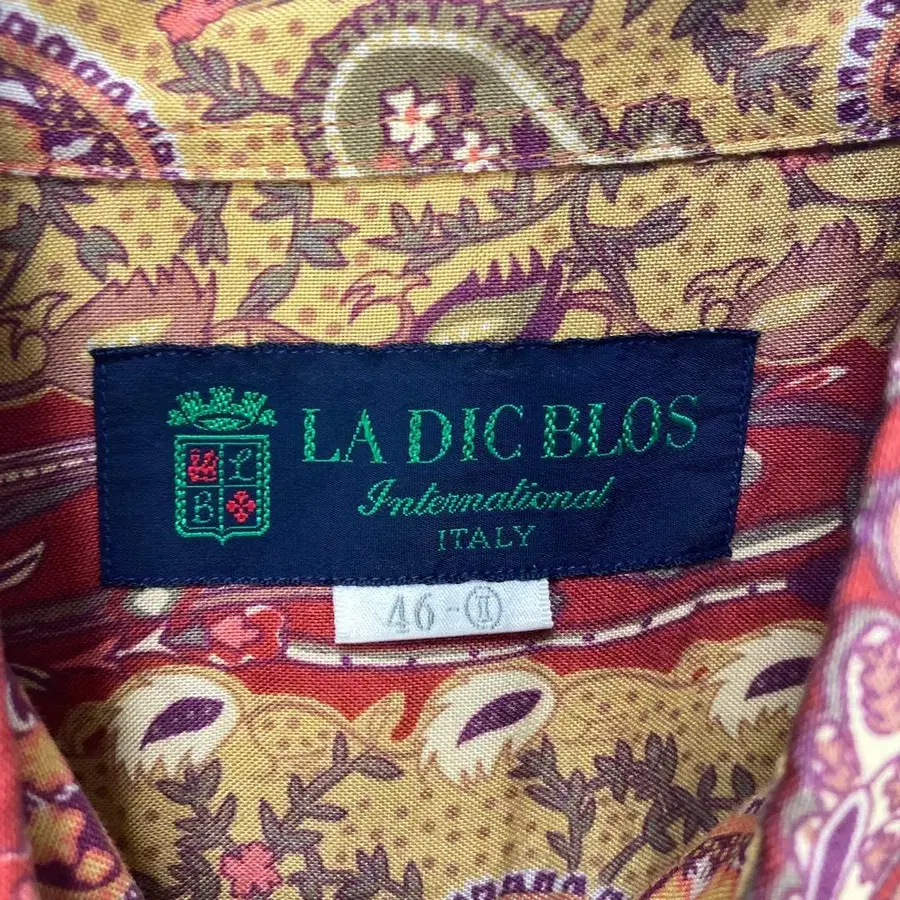 LA DIC BLOS
International
ITALY
L
B
46-Ⅱ